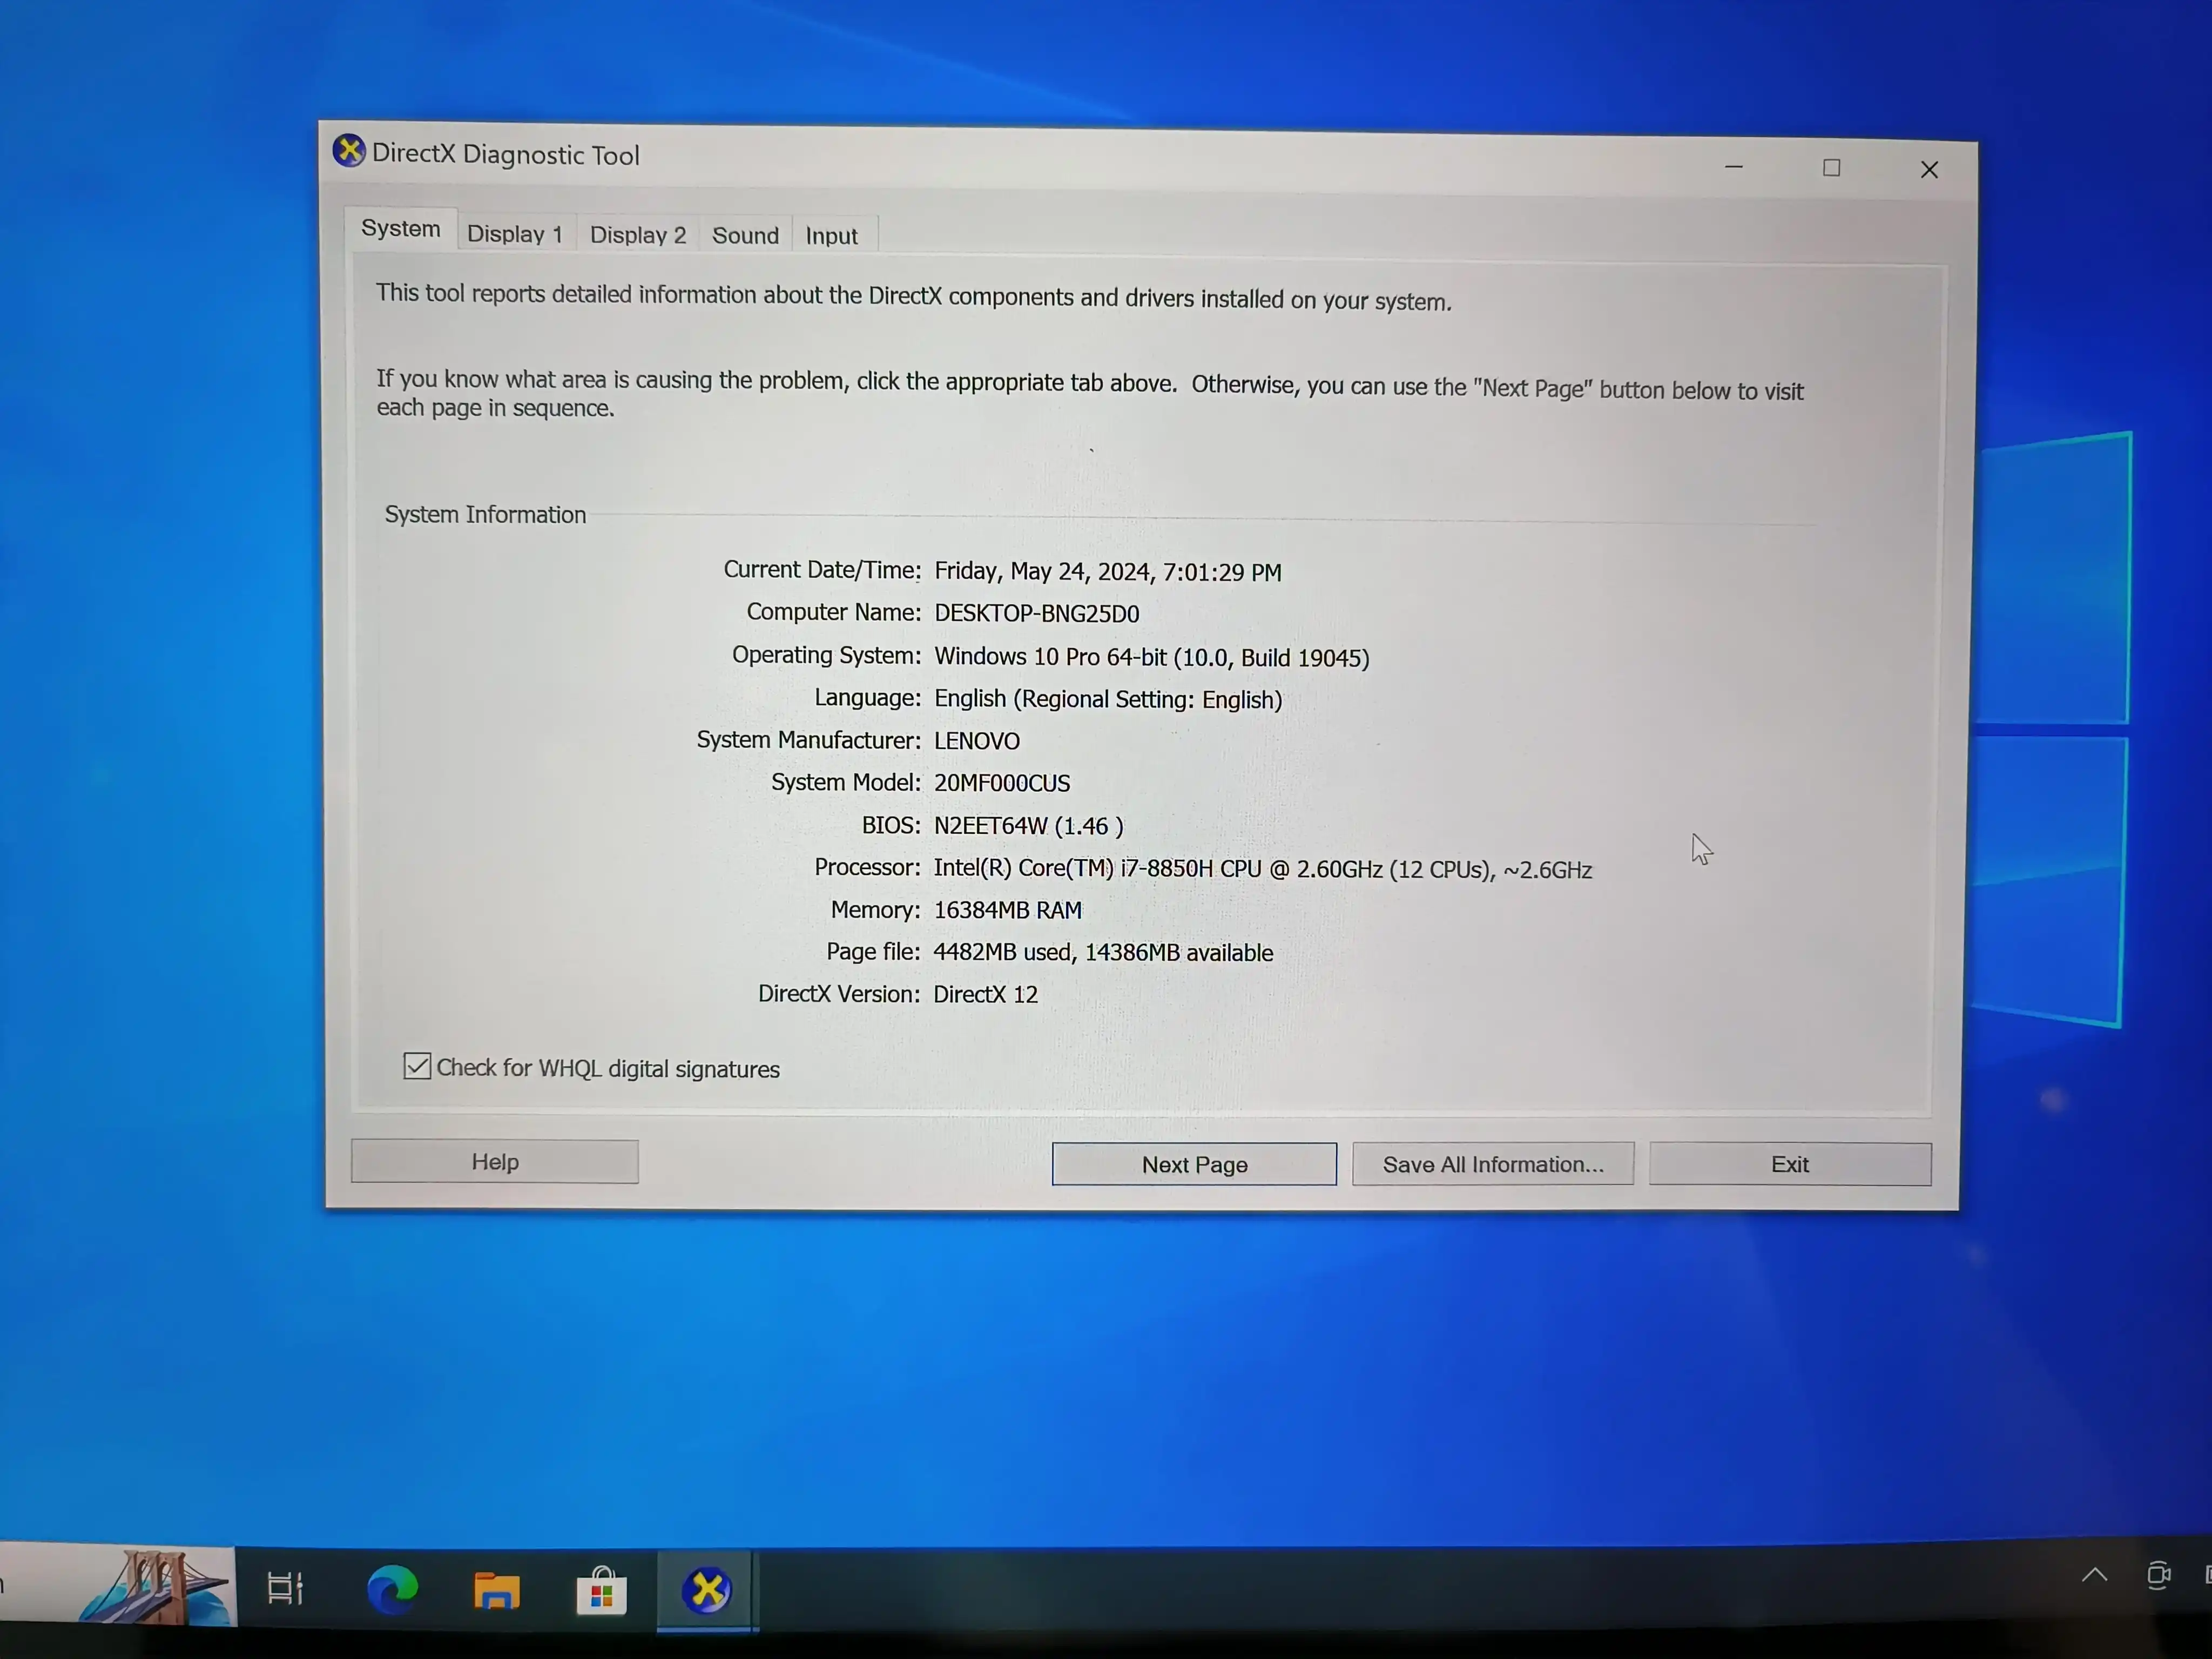 DirectX Diagnostic Tool
System Display 1 Display 2 Sound Input
This tool reports detailed information about the DirectX components and drivers installed on your system.
If you know what area is causing the problem, click the appropriate tab above.  Otherwise, you can use the "Next Page" button below to visit
each page in sequence.
System Information
Current Date/Time: Friday, May 24, 2024, 7:01:29 PM
Computer Name: DESKTOP-BNG25D0
Operating System: Windows 10 Pro 64-bit (10.0, Build 19045)
Language: English (Regional Setting: English)
System Manufacturer: LENOVO
System Model: 20MF000CUS
BIOS: N2EET64W (1.46 )
Processor: Intel(R) Core(TM) i7-8850H CPU @ 2.60GHz (12 CPUs), ~2.6GHz
Memory: 16384MB RAM
Page file: 4482MB used, 14386MB available
DirectX Version: DirectX 12
Check for WHQL digital signatures
Help Next Page Save All Information... Exit